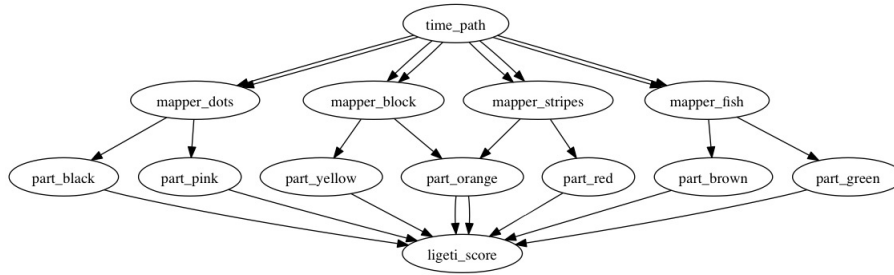 time_path
mapper_dots
mapper_block
mapper_stripes
mapper_fish
part_black
part_pink
part_yellow
part_orange
part_red
part_brown
part_green
ligeti_score